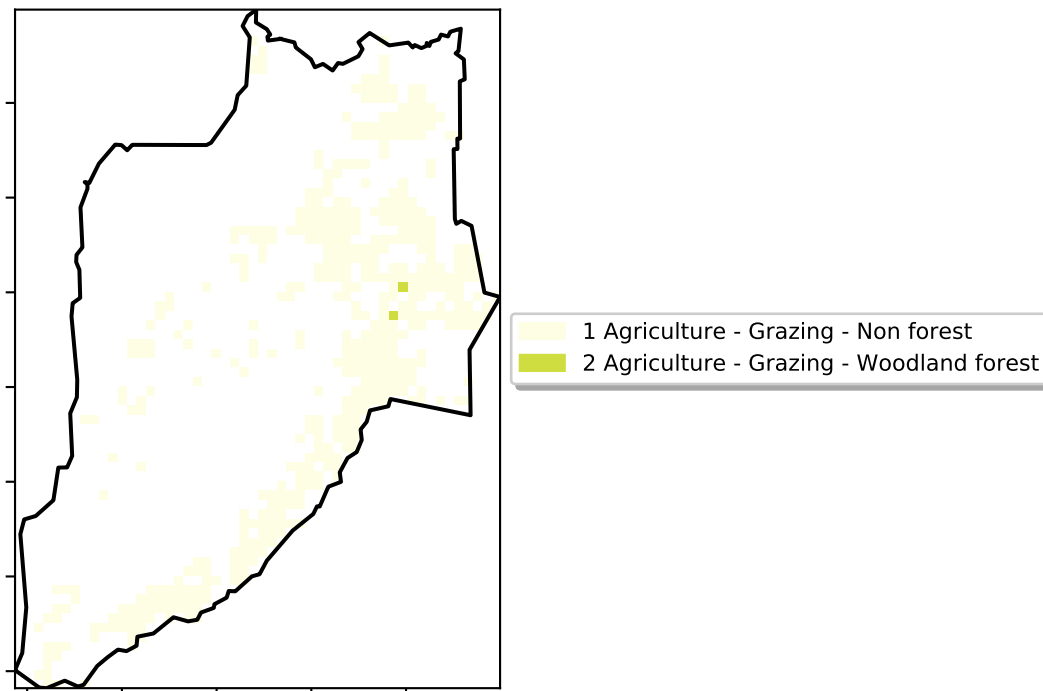 1 Agriculture - Grazing - Non forest
2 Agriculture - Grazing - Woodland forest